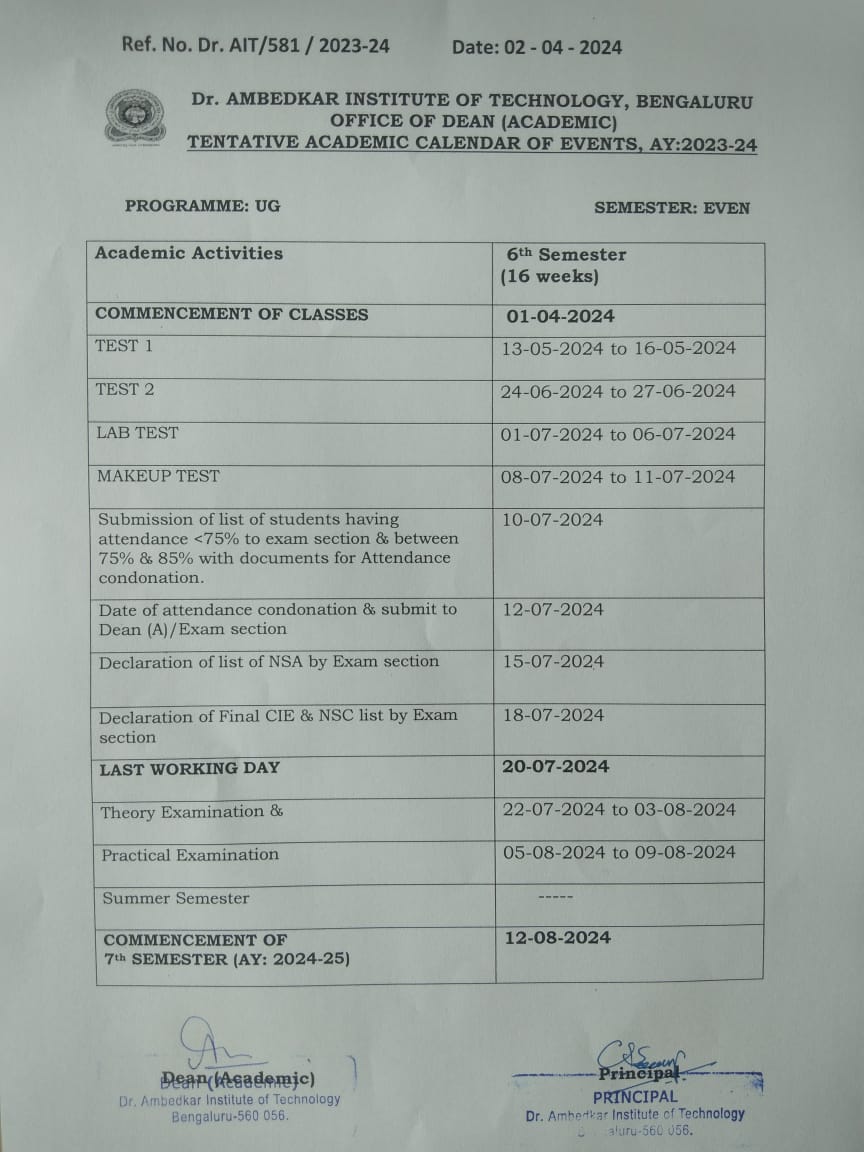 Ref. No. Dr. AIT/581 / 2023-24 Date: 02 - 04 - 2024
Dr. AMBEDKAR INSTITUTE OF TECHNOLOGY, BENGALURU
OFFICE OF DEAN (ACADEMIC)
TENTATIVE ACADEMIC CALENDAR OF EVENTS, AY:2023-24
PROGRAMME: UG SEMESTER: EVEN
Academic Activities 6th Semester
(16 weeks)
COMMENCEMENT OF CLASSES 01-04-2024
TEST 1 13-05-2024 to 16-05-2024
TEST 2 24-06-2024 to 27-06-2024
LAB TEST 01-07-2024 to 06-07-2024
MAKEUP TEST 08-07-2024 to 11-07-2024
Submission of list of students having 10-07-2024
attendance <75% to exam section & between
75% & 85% with documents for Attendance
condonation.
Date of attendance condonation & submit to 12-07-2024
Dean (A)/Exam section
Declaration of list of NSA by Exam section 15-07-2024
Declaration of Final CIE & NSC list by Exam 18-07-2024
section
LAST WORKING DAY 20-07-2024
Theory Examination & 22-07-2024 to 03-08-2024
Practical Examination 05-08-2024 to 09-08-2024
Summer Semester -----
COMMENCEMENT OF 12-08-2024
7th SEMESTER (AY: 2024-25)
Dean (Academic) Principal
Dean (Academic) PRINCIPAL
Dr. Ambedkar Institute of Technology Dr. Ambedkar Institute of Technology
Bengaluru-560 056. 560 056.